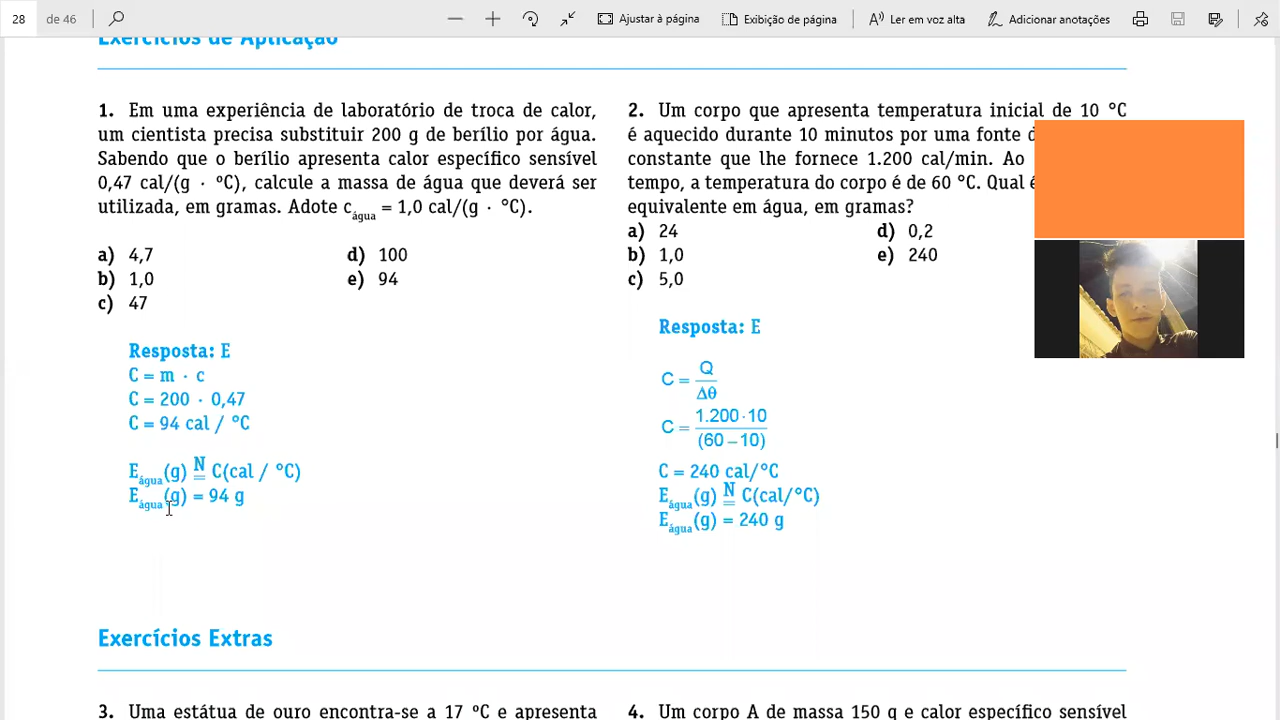 28 de 46 Ajustar à página Exibição de página Ler em voz alta Adicionar anotações
Exercícios de Aplicação
1. Em uma experiência de laboratório de troca de calor,
um cientista precisa substituir 200 g de berílio por água.
Sabendo que o berílio apresenta calor específico sensível
0,47 cal/(g · ºC), calcule a massa de água que deverá ser
utilizada, em gramas. Adote cágua = 1,0 cal/(g · °C).
a) 4,7 d) 100
b) 1,0 e) 94
c) 47
Resposta: E
C = m · c
C = 200 · 0,47
C = 94 cal / °C
Eágua(g) N= C(cal / °C)
Eágua(g) = 94 g
2. Um corpo que apresenta temperatura inicial de 10 °C
é aquecido durante 10 minutos por uma fonte
constante que lhe fornece 1.200 cal/min. Ao
tempo, a temperatura do corpo é de 60 °C. Qual
equivalente em água, em gramas?
a) 24 d) 0,2
b) 1,0 e) 240
c) 5,0
Resposta: E
C = Q/Δθ
C = 1.200·10/(60 – 10)
C = 240 cal/°C
Eágua(g) N= C(cal/°C)
Eágua(g) = 240 g
Exercícios Extras
3. Uma estátua de ouro encontra-se a 17 ºC e apresenta
4. Um corpo A de massa 150 g e calor específico sensível